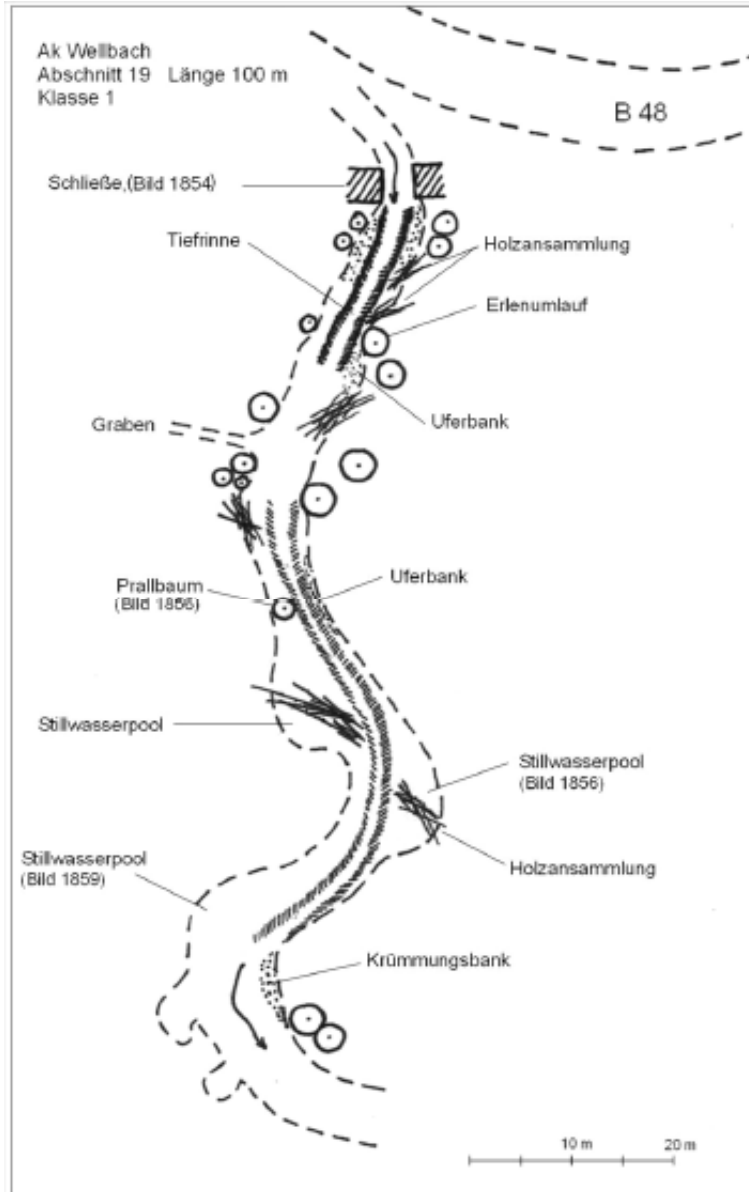 Ak Wellbach
Abschnitt 19 Länge 100 m
Klasse 1
B 48
Schließe,(Bild 1854)
Tiefrinne
Holzansammlung
Erlenumlauf
Graben
Uferbank
Prallbaum
(Bild 1856)
Uferbank
Stillwasserpool
Stillwasserpool
(Bild 1856)
Stillwasserpool
(Bild 1859)
Holzansammlung
Krümmungsbank
10 m
20 m